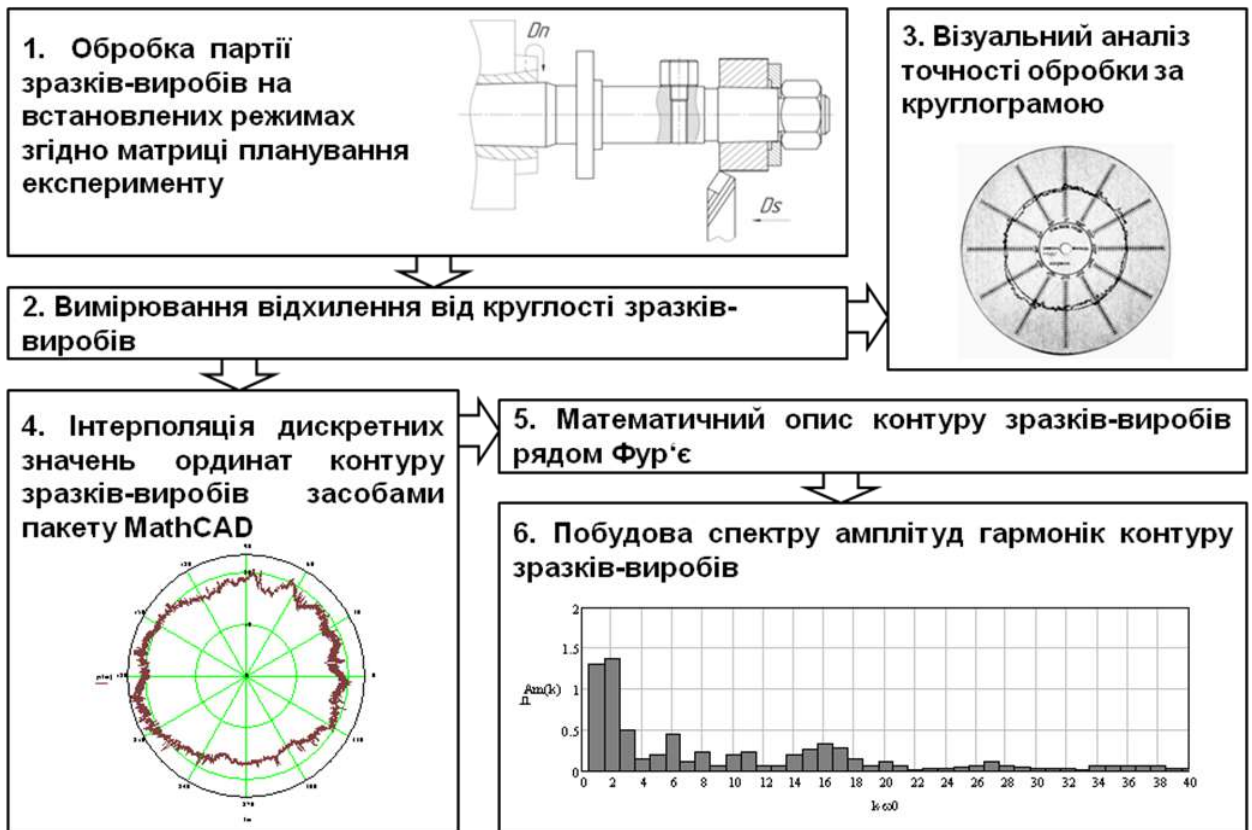 1. Обробка партії
зразків-виробів на
встановлених режимах
згідно матриці планування
експерименту
Dn
Ds
3. Візуальний аналіз
точності обробки за
круглограмою
2. Вимірювання відхилення від круглості зразків-
виробів
4. Інтерполяція дискретних
значень ординат контуру
зразків-виробів засобами
пакету MathCAD
5. Математичний опис контуру зразків-виробів
рядом Фур‘є
6. Побудова спектру амплітуд гармонік контуру
зразків-виробів
2
1.5
1
0.5
0
Am(k)
0 2 4 6 8 10 12 14 16 18 20 22 24 26 28 30 32 34 36 38 40
k·ω0